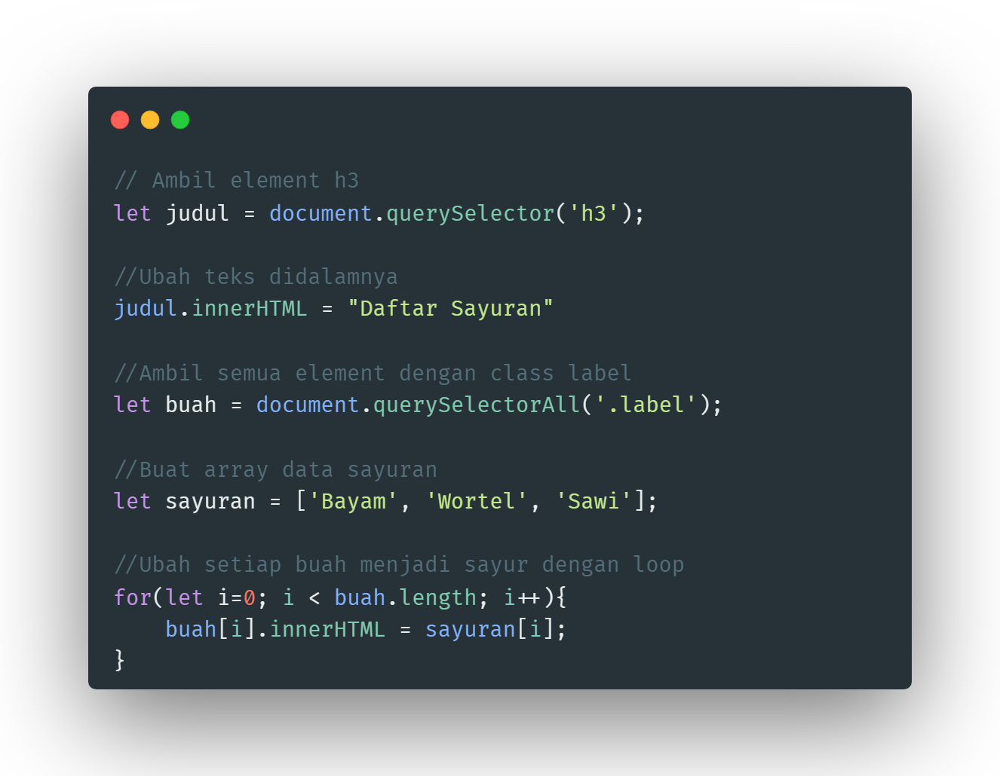 // Ambil element h3
let judul = document.querySelector('h3');
//Ubah teks didalamnya
judul.innerHTML = "Daftar Sayuran"
//Ambil semua element dengan class label
let buah = document.querySelectorAll('.label');
//Buat array data sayuran
let sayuran = ['Bayam', 'Wortel', 'Sawi'];
//Ubah setiap buah menjadi sayur dengan loop
for(let i=0; i < buah.length; i++){
    buah[i].innerHTML = sayuran[i];
}